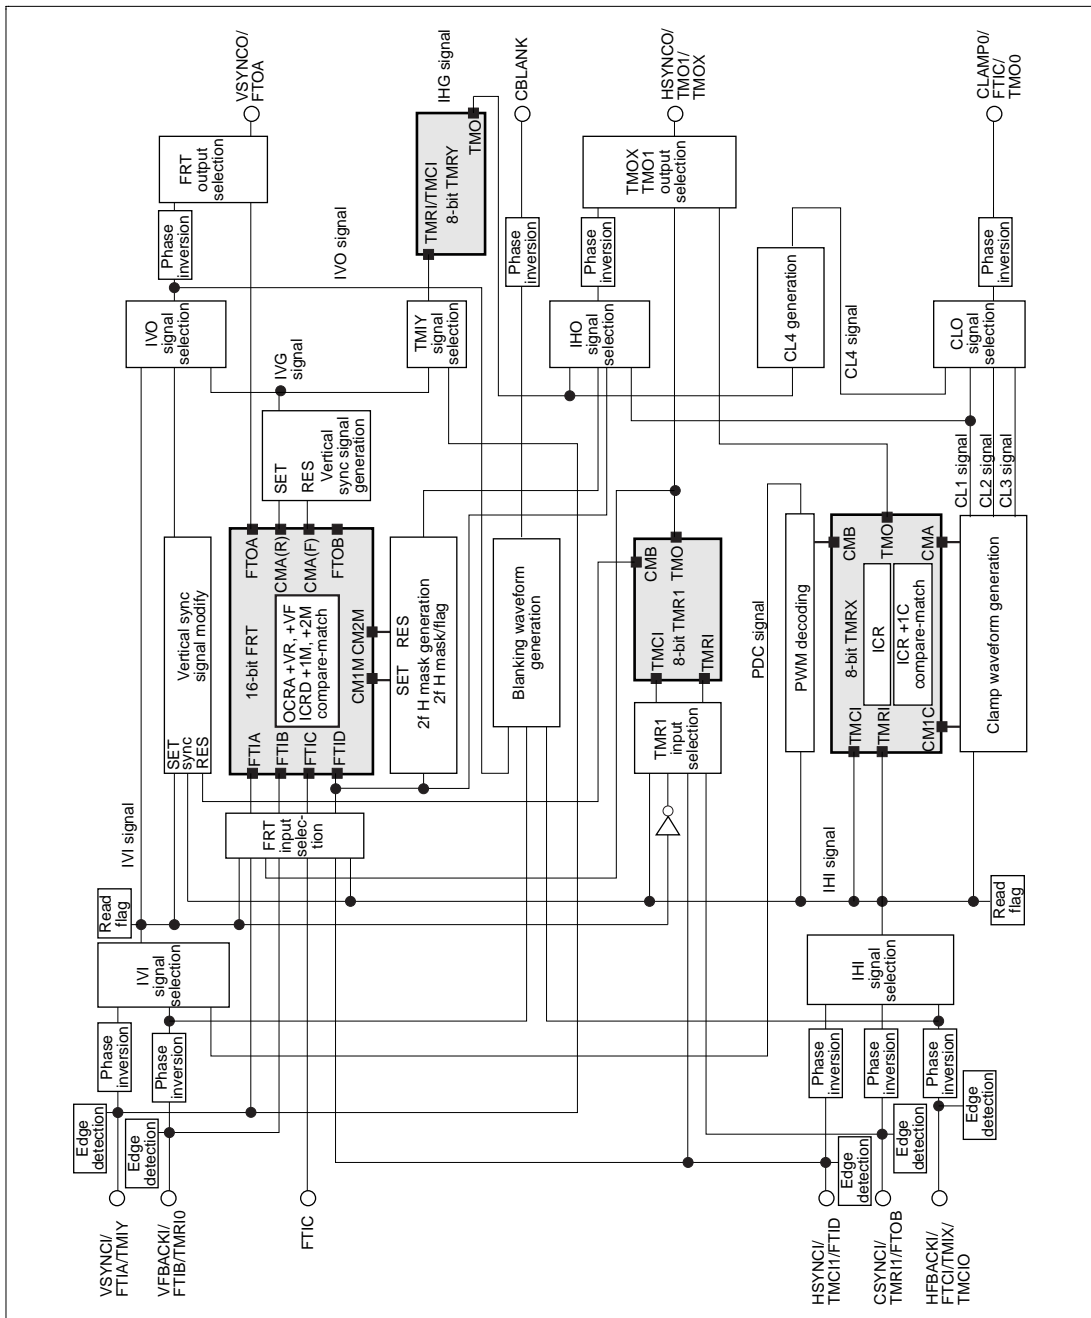 VSYNCO/
FTOA
IHG signal
CBLANK
HSYNCO/
TMO1/
TMOX
CLAMP0/
FTIC/
TMO0
FRT
output
selection
TMRI/TMCI
8-bit TMRY
TMO
TMOX
TMO1
output
selection
Phase
inversion
IVO signal
Phase
inversion
Phase
inversion
Phase
inversion
IVO
signal
selection
IVG
signal
TMIY
signal
selection
IHO
signal
selection
CL4 generation
CL4 signal
CLO
signal
selection
SET
RES
Vertical
sync signal
generation
CL1 signal
CL2 signal
CL3 signal
Vertical sync
signal modify
SET
sync
RES
16-bit FRT
FTOA
CMA(R)
CMA(F)
FTOB
OCRA +VR, +VF
ICRD +1M, +2M
compare-match
FTIA
FTIB
FTIC
FTID
CM1M CM2M
SET RES
2f H mask generation
2f H mask/flag
Blanking waveform
generation
CMB
TMO
8-bit TMR1
TMCI
TMRI
PDC signal
PWM decoding
CMB
TMO
CMA
8-bit TMRX
ICR
ICR +1C
compare-match
TMCI
TMRI
CM1C
Clamp waveform generation
FRT
input
selec-
tion
TMR1
input
selection
IVI signal
IHI signal
Read
flag
Read
flag
IVI
signal
selection
IHI
signal
selection
Phase
inversion
Phase
inversion
Phase
inversion
Phase
inversion
Phase
inversion
Edge
detection
Edge
detection
Edge
detection
Edge
detection
Edge
detection
VSYNCI/
FTIA/TMIY
VFBACKI/
FTIB/TMRI0
FTIC
HSYNCI/
TMCI1/FTID
CSYNCI/
TMRI1/FTOB
HFBACKI/
FTCI/TMIX/
TMCIO